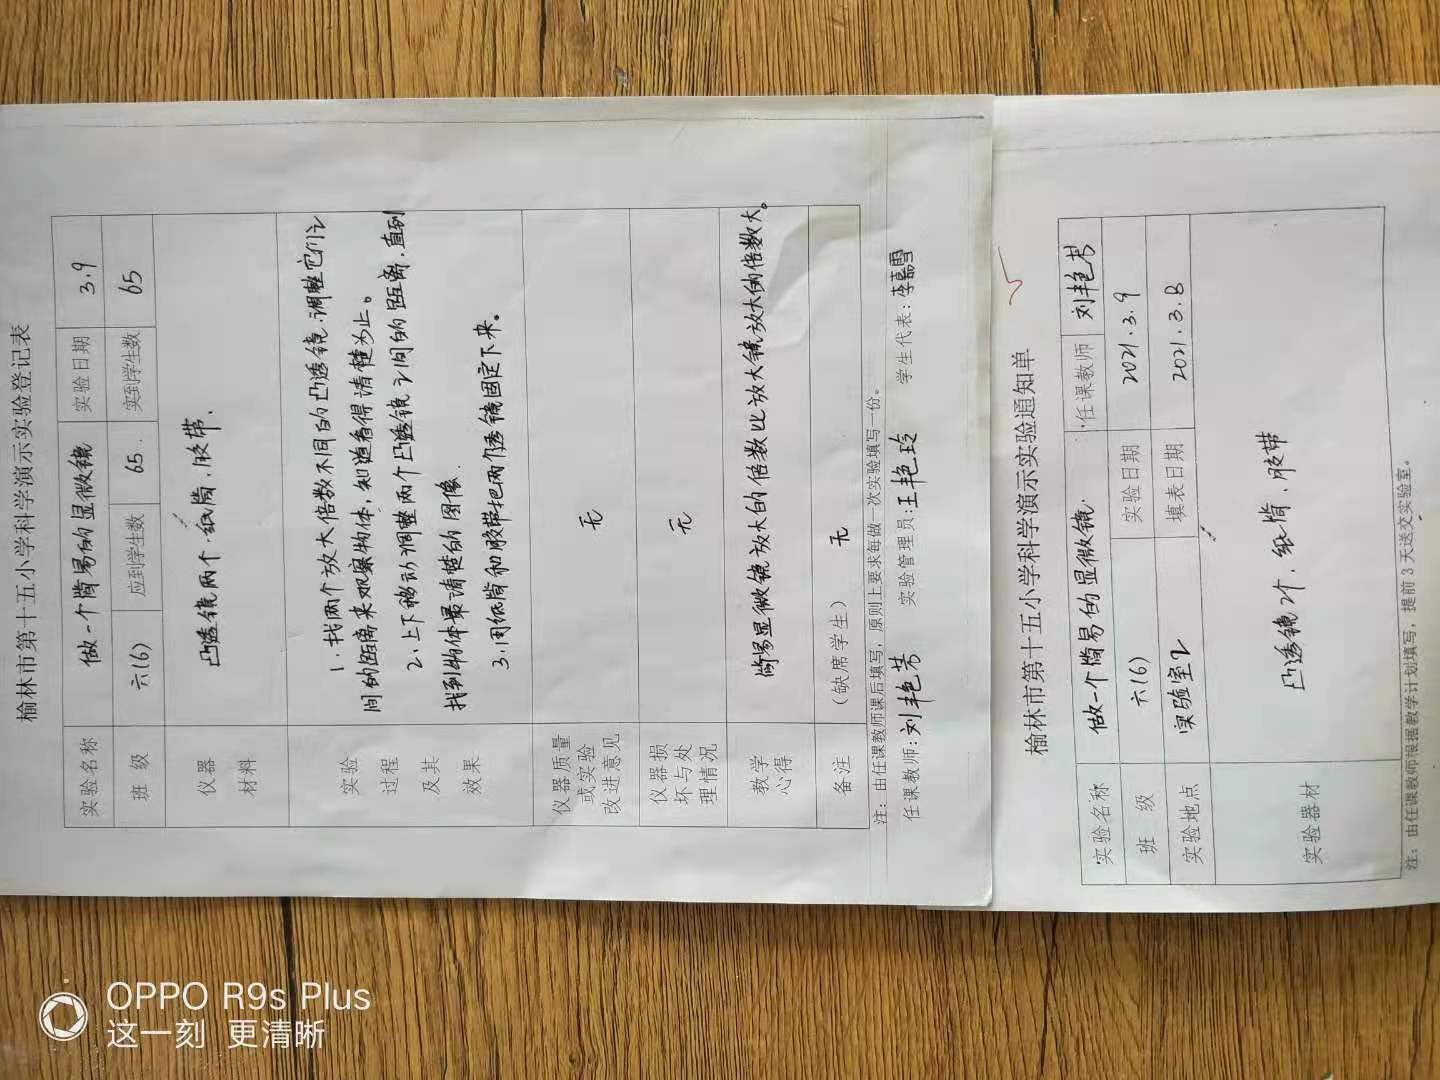 榆林市第十五小学科学演示实验登记表
实验名称 做一个简易的显微镜 实验日期 3.9
班 级 六(6) 应到学生数 65. 实到学生数 65
仪器
材料
凸透镜两个.纸筒.胶带.
实验
过程
及其
效果
1.找两个放大倍数不同的凸透镜.调整它们之
间的距离来观察物体,知道看得清楚为止。
2.上下移动调整两个凸透镜之间的距离,直到
找到物体最清楚的图像.
3.用纸筒和胶带把两个透镜固定下来。
仪器质量
或实验
改进意见
无
仪器损
坏与处
理情况
无
教学
心得
简易显微镜放大的倍数比放大镜放大的倍数大。
备注 (缺席学生) 无
注:由任课教师课后填写,原则上要求每做一次实验填写一份。
任课教师:刘艳芳 实验管理员:王艳玲 学生代表:李嘉雪
榆林市第十五小学科学演示实验通知单
实验名称 做一个简易的显微镜. 任课教师 刘艳芳
班 级 六(6) 实验日期 2021.3.9
实验地点 实验室2 填表日期 2021.3.8
实验器材 凸透镜2个.纸筒.胶带
注:由任课教师根据教学计划填写,提前3天送交实验室。
OPPO R9s Plus
这一刻 更清晰